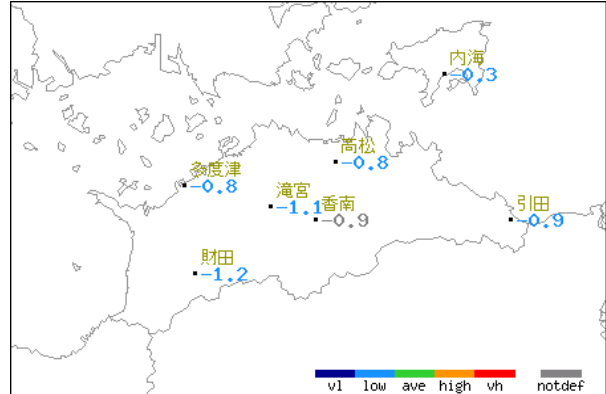 内海
-0.3
高松
-0.8
多度津
-0.8
滝宮
-1.1
香南
-0.9
引田
-0.9
財田
-1.2
vl low ave high vh notdef